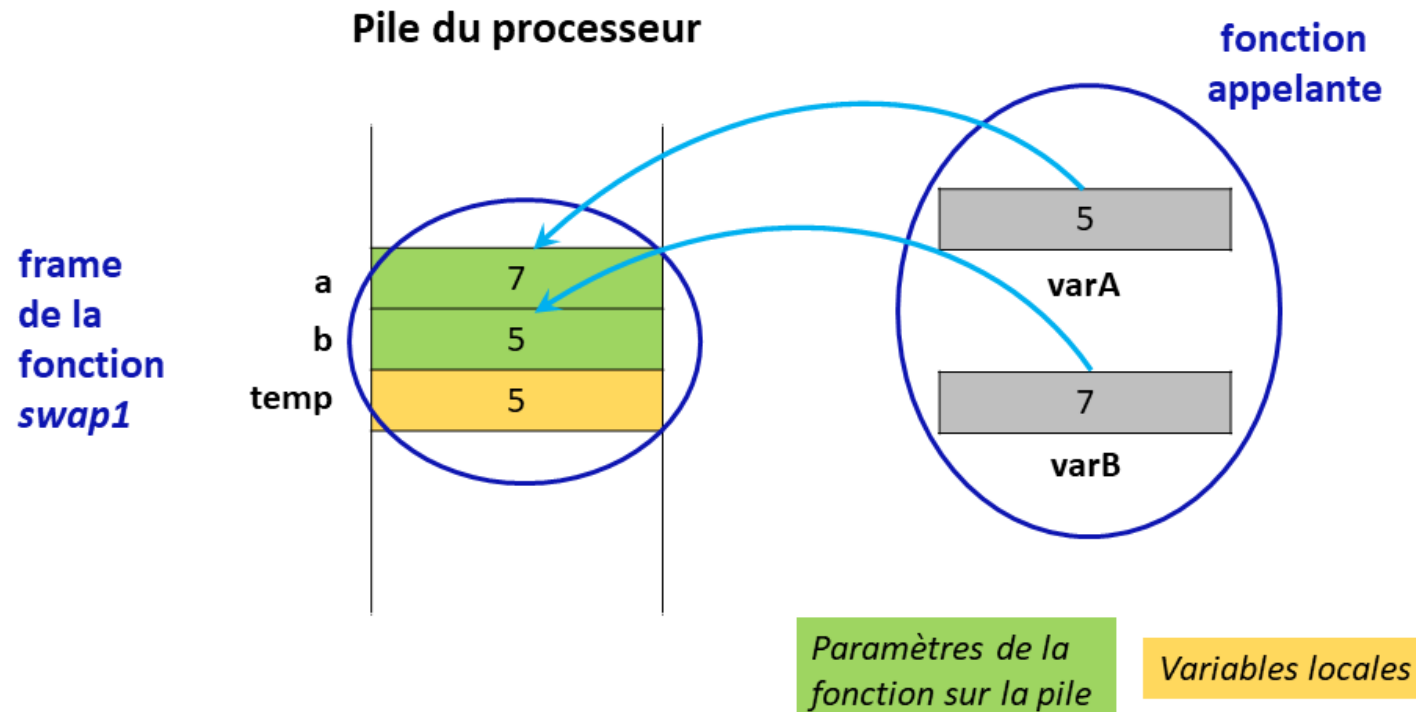 Pile du processeur
fonction
appelante
frame
de la
fonction
swap1
a
7
b
5
temp
5
5
varA
7
varB
Paramètres de la
fonction sur la pile
Variables locales